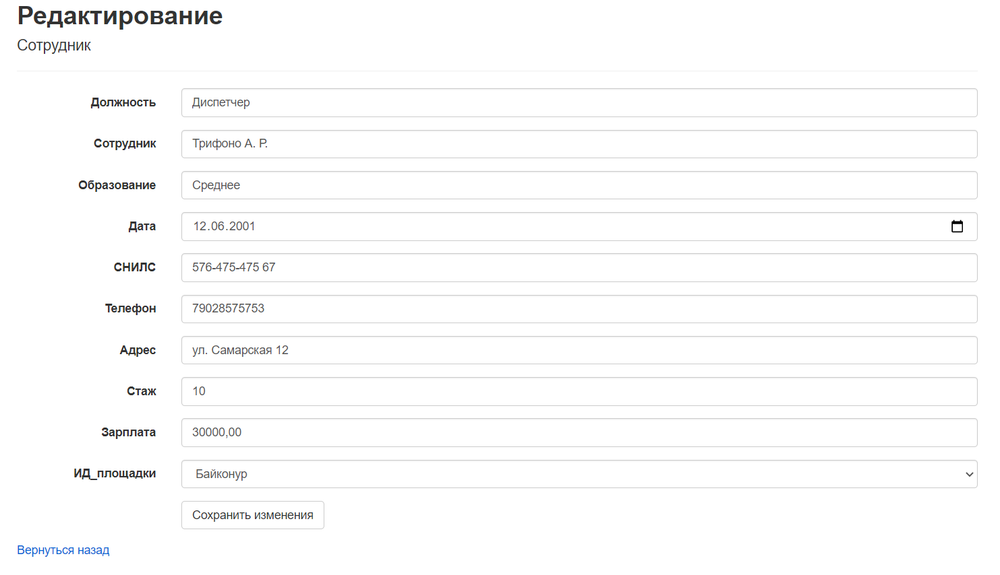 Редактирование
Сотрудник
Должность Диспетчер
Сотрудник Трифоно А. Р.
Образование Среднее
Дата 12.06.2001
СНИЛС 576-475-475 67
Телефон 79028575753
Адрес ул. Самарская 12
Стаж 10
Зарплата 30000,00
ИД_площадки Байконур
Сохранить изменения
Вернуться назад